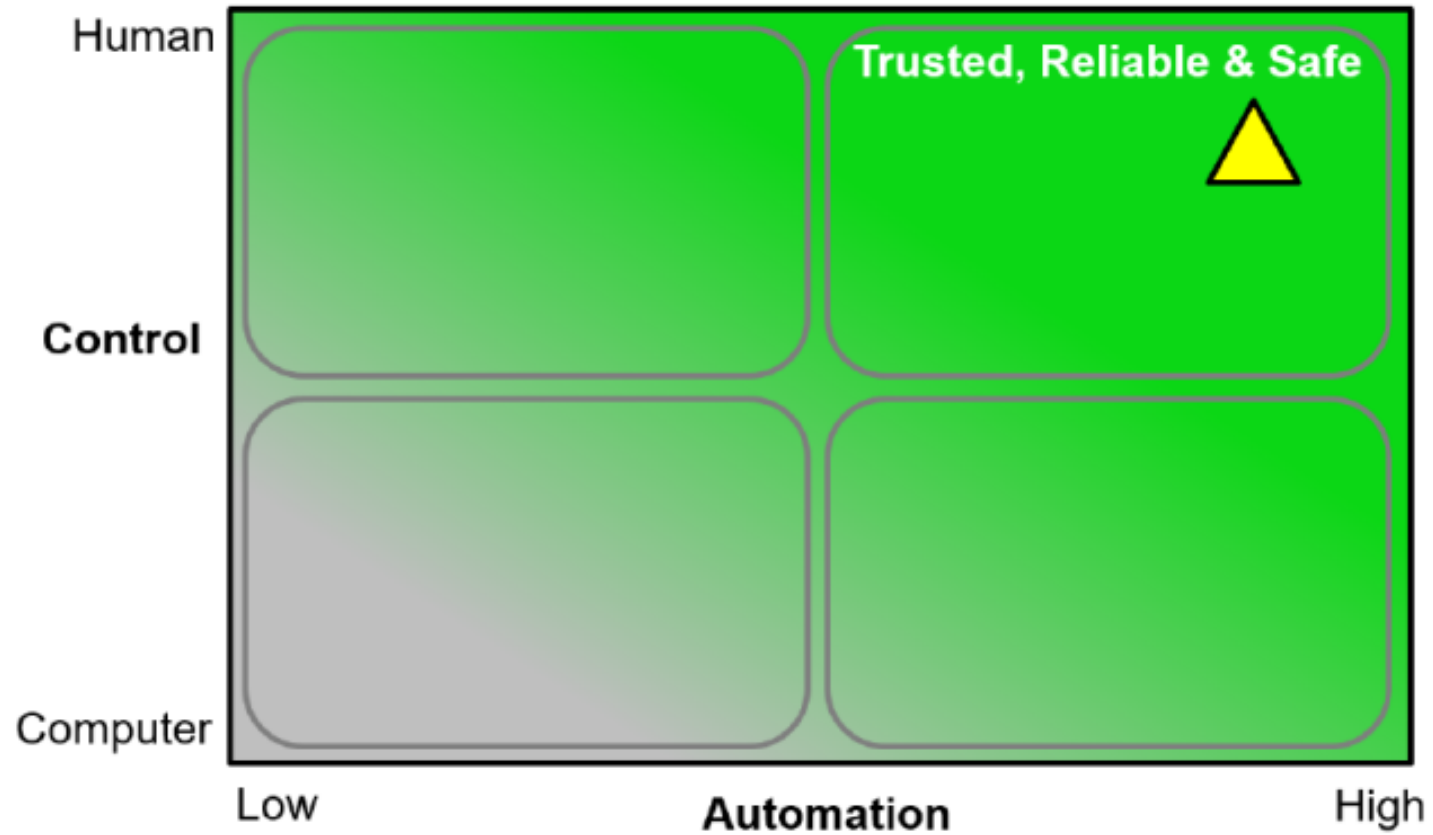 Human
Trusted, Reliable & Safe
Control
Computer
Low
Automation
High